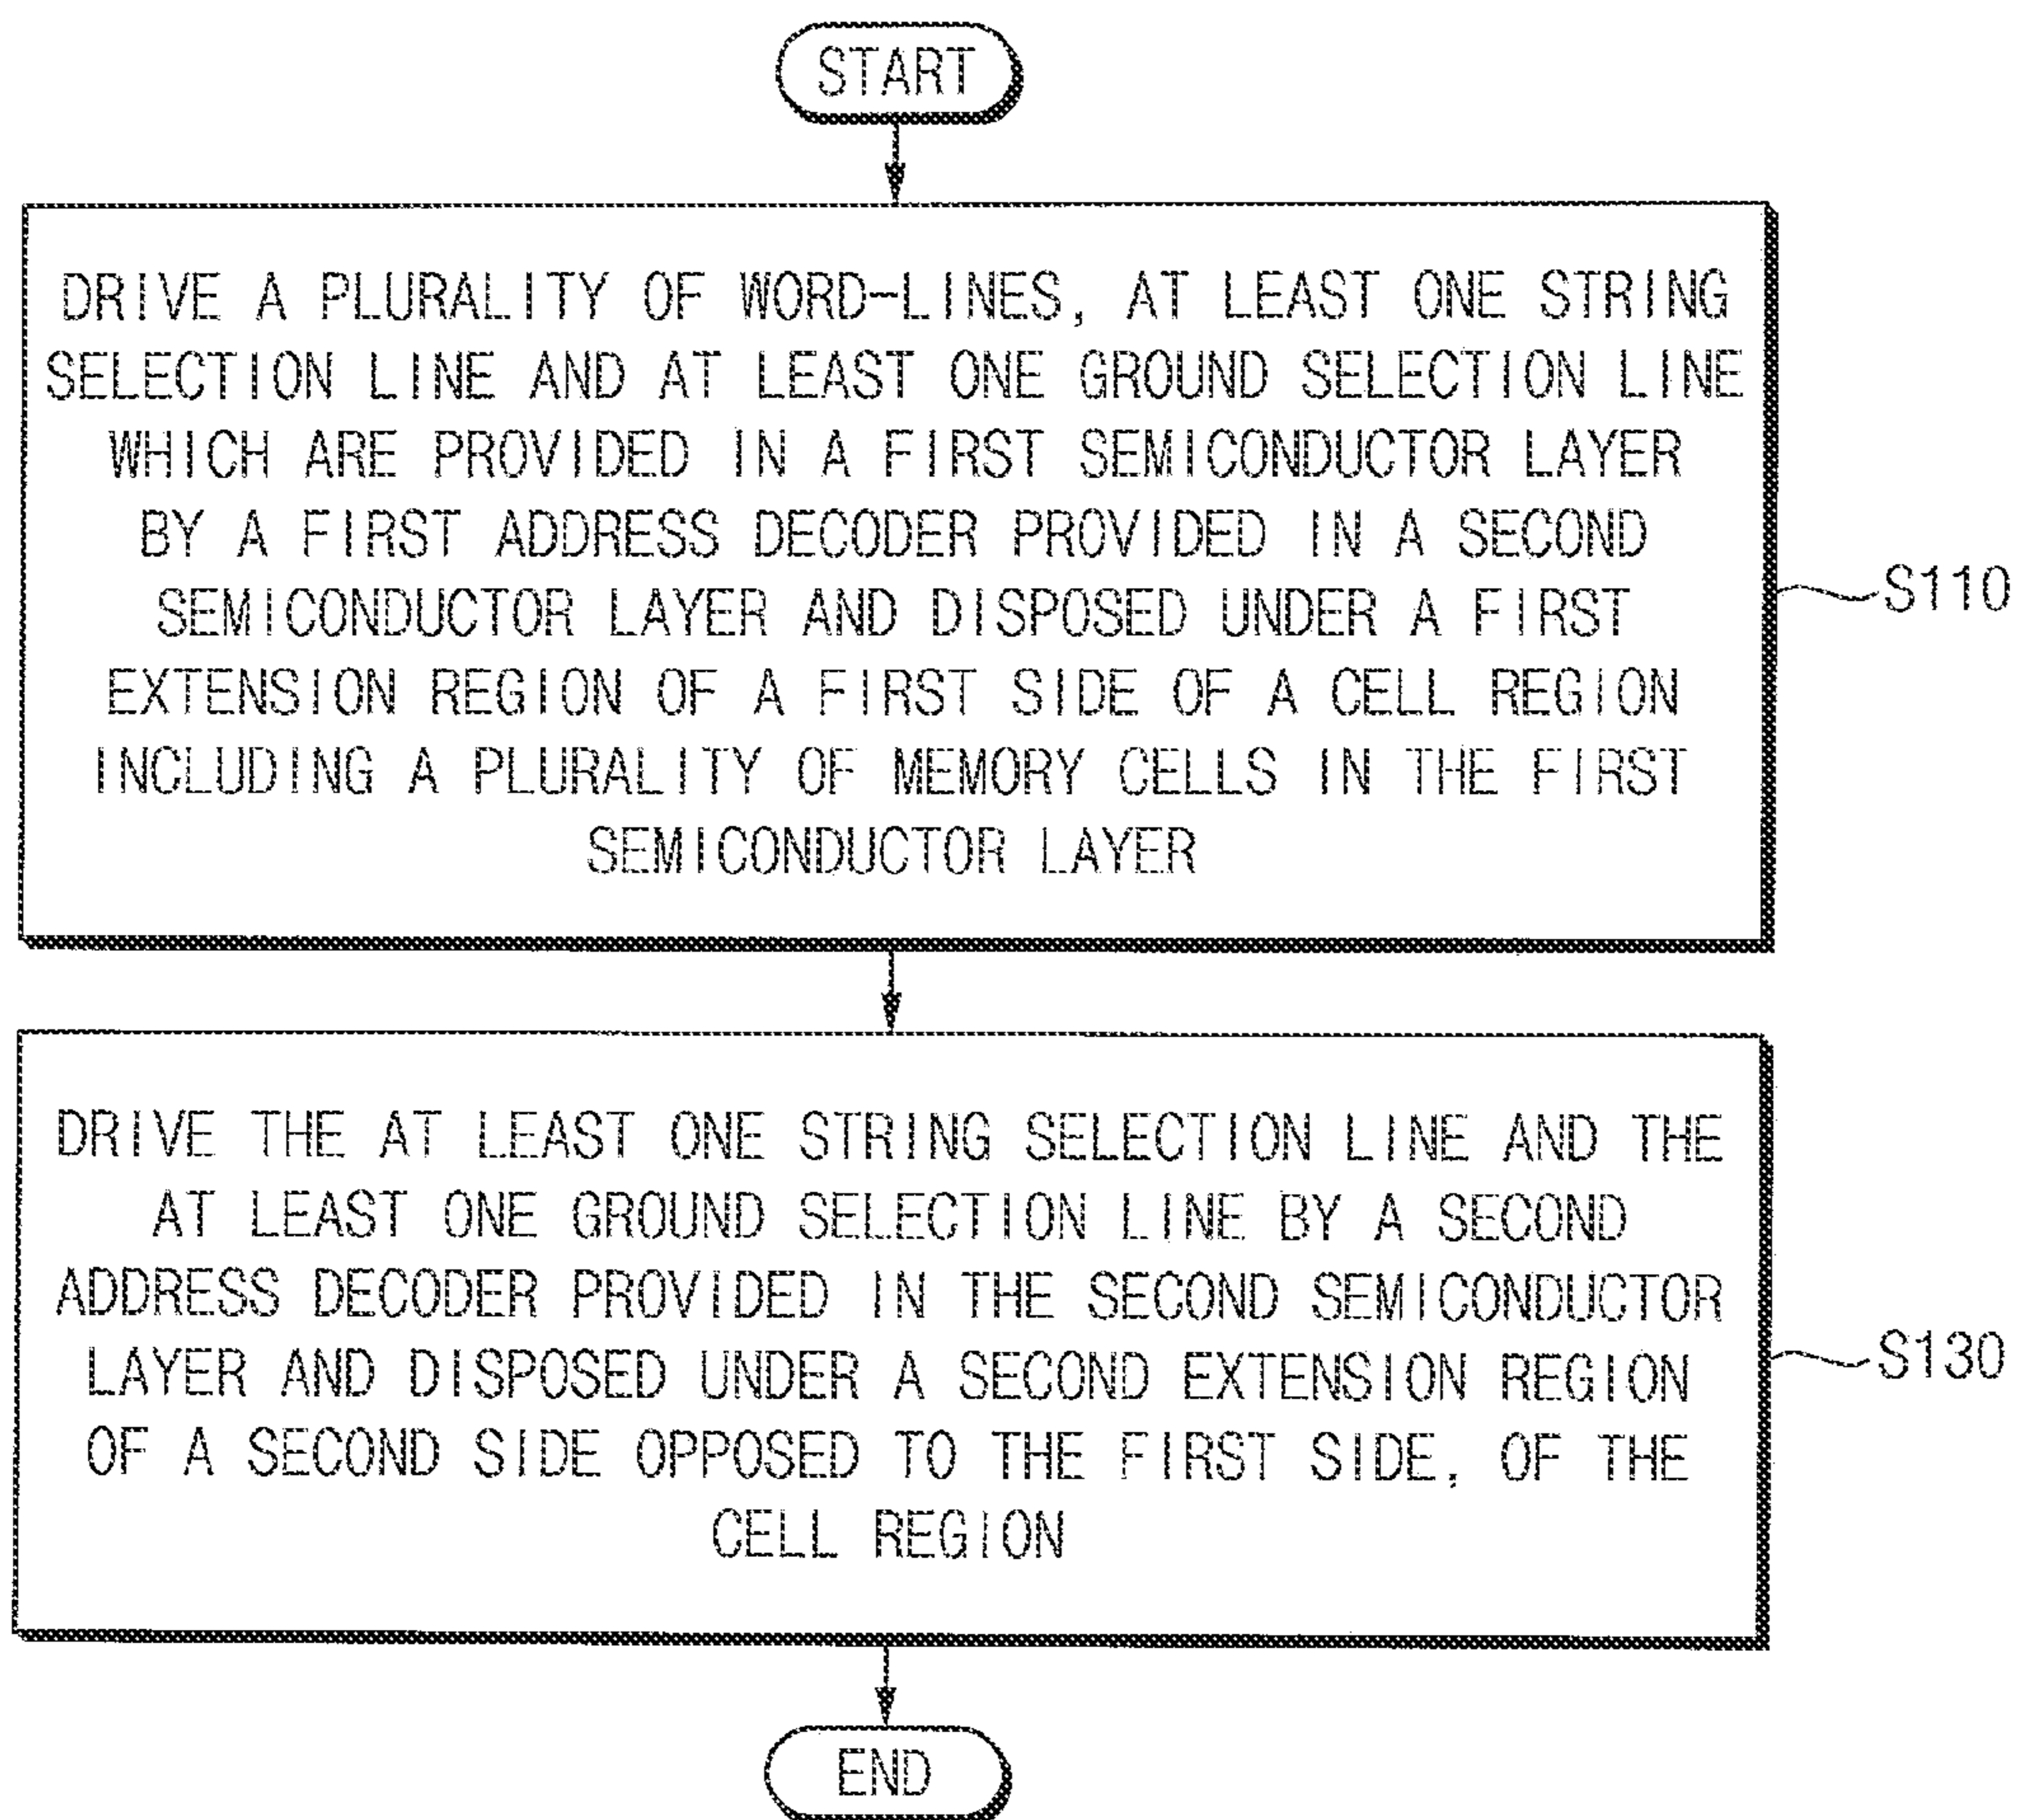 START
DRIVE A PLURALITY OF WORD-LINES, AT LEAST ONE STRING
SELECTION LINE AND AT LEAST ONE GROUND SELECTION LINE
WHICH ARE PROVIDED IN A FIRST SEMICONDUCTOR LAYER
BY A FIRST ADDRESS DECODER PROVIDED IN A SECOND
SEMICONDUCTOR LAYER AND DISPOSED UNDER A FIRST
EXTENSION REGION OF A FIRST SIDE OF A CELL REGION
INCLUDING A PLURALITY OF MEMORY CELLS IN THE FIRST
SEMICONDUCTOR LAYER
S110
DRIVE THE AT LEAST ONE STRING SELECTION LINE AND THE
AT LEAST ONE GROUND SELECTION LINE BY A SECOND
ADDRESS DECODER PROVIDED IN THE SECOND SEMICONDUCTOR
LAYER AND DISPOSED UNDER A SECOND EXTENSION REGION
OF A SECOND SIDE OPPOSED TO THE FIRST SIDE, OF THE
CELL REGION
S130
END